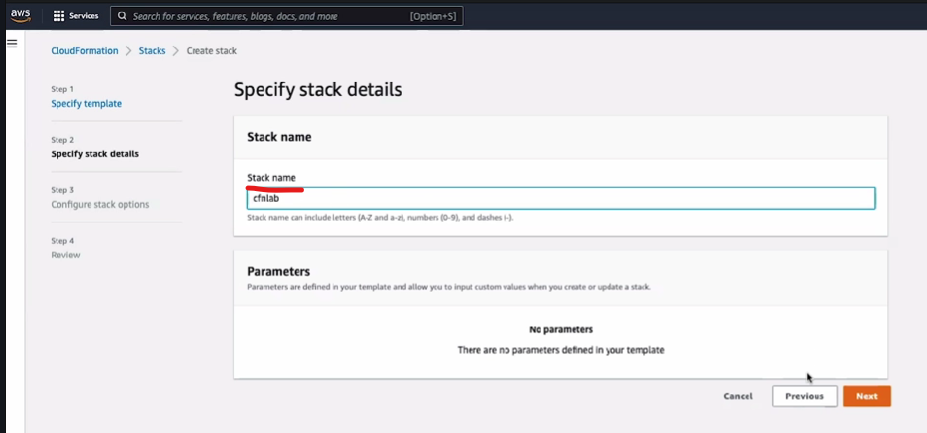 aws
Services
Search for services, features, blogs, docs, and more
[Option+S]
CloudFormation > Stacks > Create stack
Step 1
Specify template
Step 2
Specify stack details
Step 3
Configure stack options
Step 4
Review
Specify stack details
Stack name
Stack name
cfnlab
Stack name can include letters (A-Z and a-z), numbers (0-9), and dashes (-).
Parameters
Parameters are defined in your template and allow you to input custom values when you create or update a stack.
No parameters
There are no parameters defined in your template
Cancel
Previous
Next